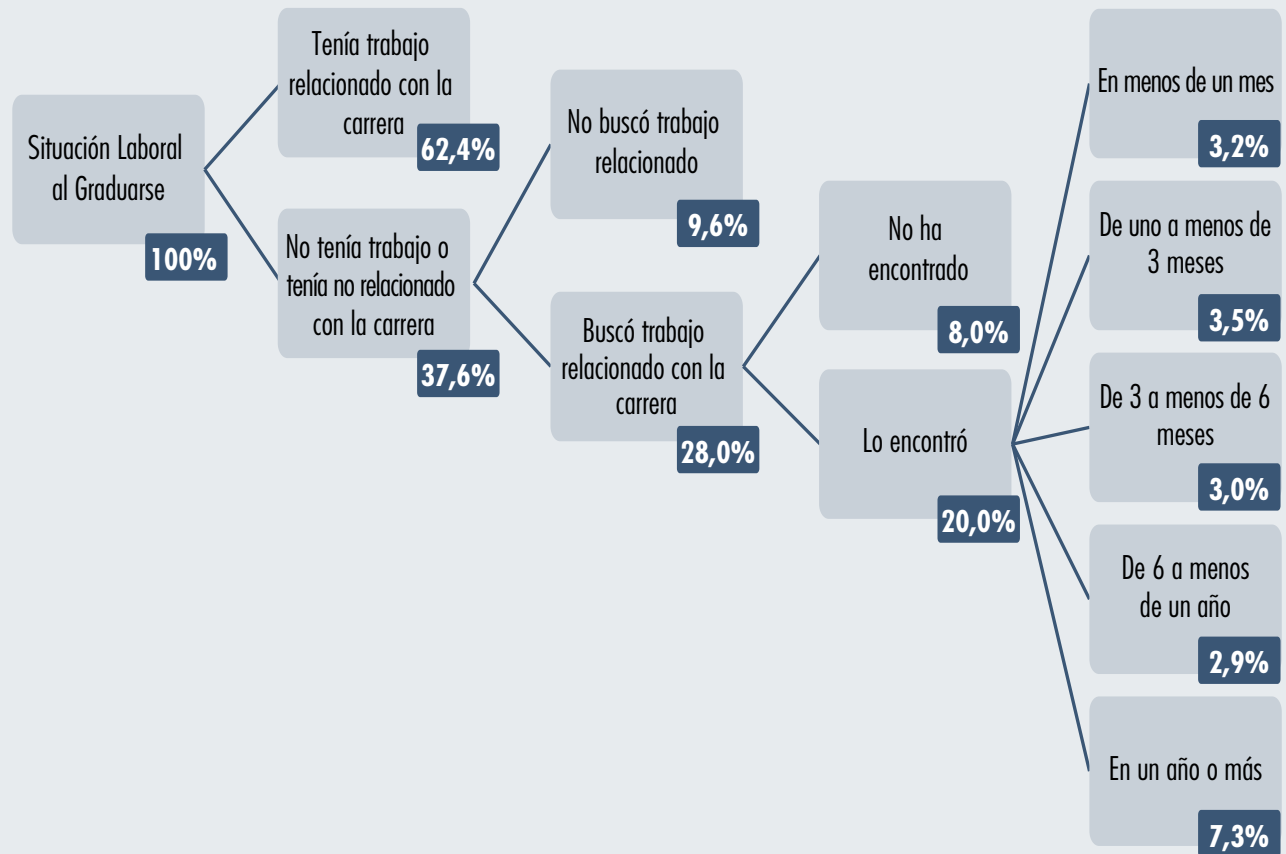 Situación Laboral
al Graduarse
100%
Tenía trabajo
relacionado con la
carrera
62,4%
No tenía trabajo o
tenía no relacionado
con la carrera
37,6%
No buscó trabajo
relacionado
9,6%
Buscó trabajo
relacionado con la
carrera
28,0%
No ha
encontrado
8,0%
Lo encontró
20,0%
En menos de un mes
3,2%
De uno a menos de
3 meses
3,5%
De 3 a menos de 6
meses
3,0%
De 6 a menos
de un año
2,9%
En un año o más
7,3%